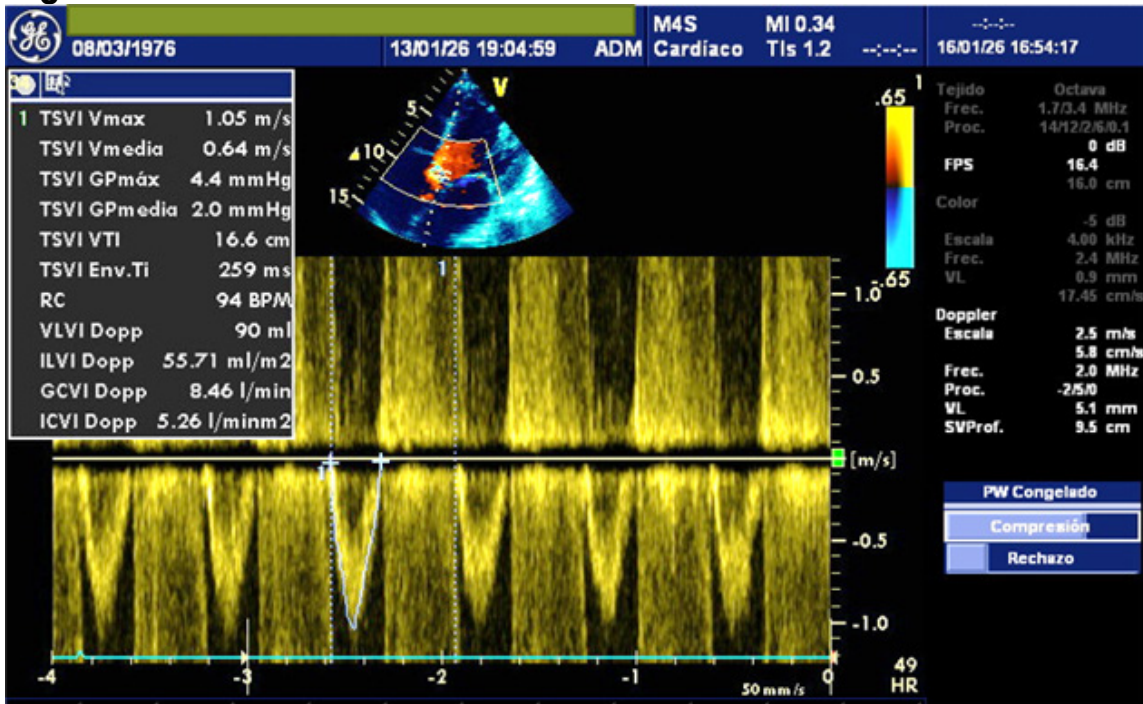 M4S MI 0.34 --:--:--
08/03/1976 13/01/26 19:04:59 ADM Cardíaco TIs 1.2 --:--:-- 16/01/26 16:54:17
1 TSVI Vmax 1.05 m/s
TSVI Vmedia 0.64 m/s
TSVI GPmáx 4.4 mmHg
TSVI GPmedia 2.0 mmHg
TSVI VTI 16.6 cm
TSVI Env.Ti 259 ms
RC 94 BPM
VLVI Dopp 90 ml
ILVI Dopp 55.71 ml/m2
GCVI Dopp 8.46 l/min
ICVI Dopp 5.26 l/minm2
V
5
10
15
1
.65
-.65
1
1
1.0
0.5
[m/s]
-0.5
-1.0
-4 -3 -2 -1 0
50 mm/s
49
HR
Tejido Octava
Frec. 1.7/3.4 MHz
Proc. 14/12/2/6/0.1
0 dB
FPS 16.4
16.0 cm
Color
-5 dB
Escala 4.00 kHz
Frec. 2.4 MHz
VL 0.9 mm
17.45 cm/s
Doppler
Escala 2.5 m/s
5.8 cm/s
Frec. 2.0 MHz
Proc. -2/5/0
VL 5.1 mm
SVProf. 9.5 cm
PW Congelado
Compresión
Rechazo